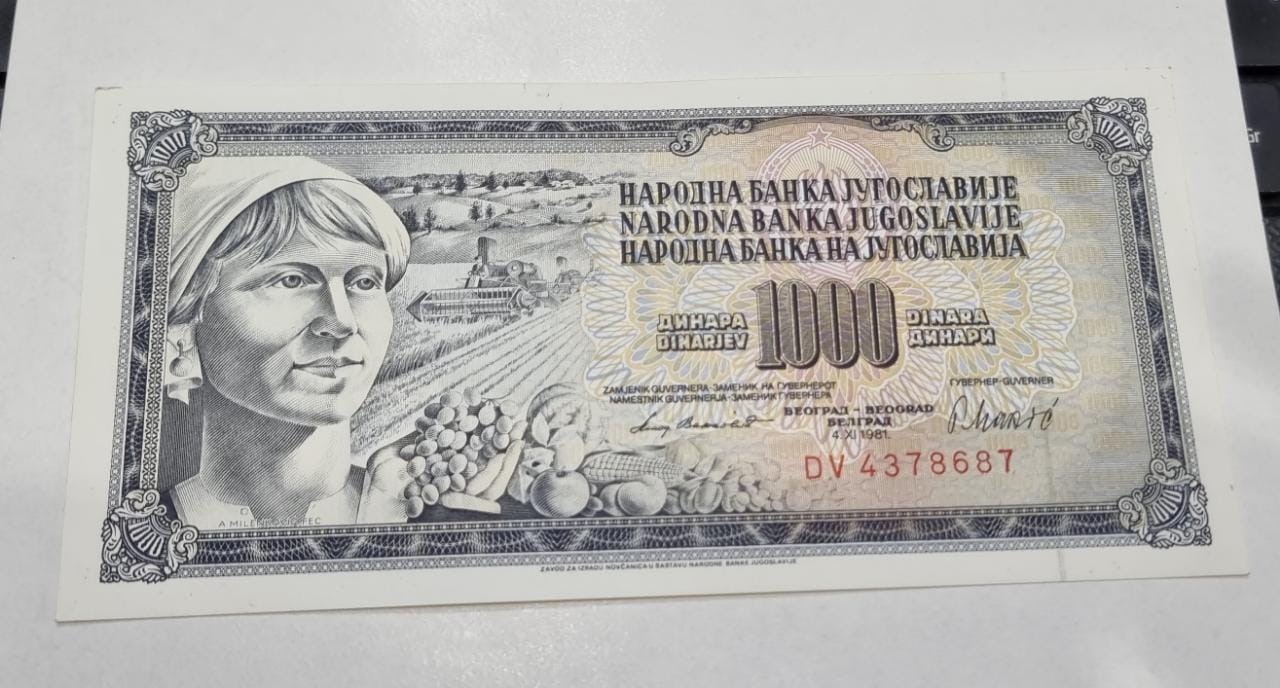 НАРОДНА БАНКА ЈУГОСЛАВИЈЕ
NARODNA BANKA JUGOSLAVIJE
НАРОДНА БАНКА НА ЈУГОСЛАВИЈА
ДИНАРА 1000 DINARA
DINARJEV ДИНАРИ
ZAMJENIK GUVERNERA-ЗАМЕНИК НА ГУВЕРНЕРОТ ГУВЕРНЕР-GUVERNER
NAMESTNIK GUVERNERJA-ЗАМЕНИК ГУВЕРНЕРА
БЕОГРАД - BEOGRAD
БЕЛГРАД
4. XI 1981.
DV 4378687
ZAVOD ZA IZRADU NOVČANICA U SASTAVU NARODNE BANKE JUGOSLAVIJE